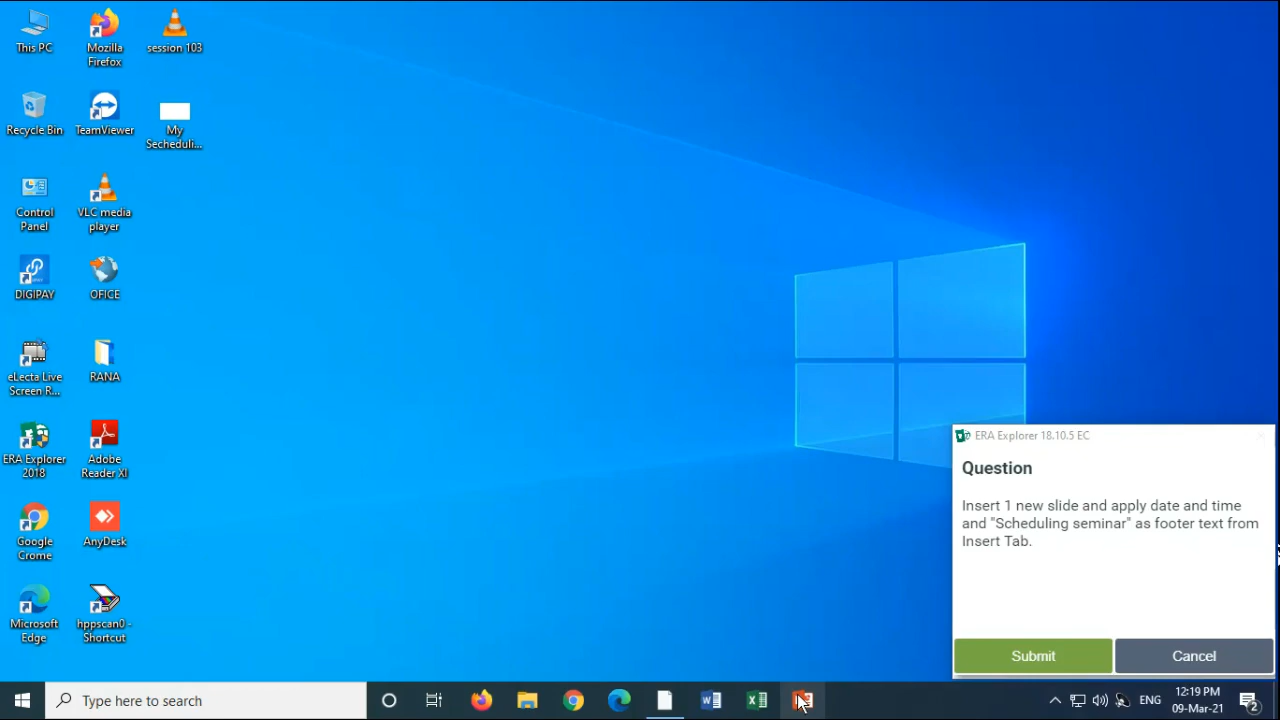 This PC
Mozilla
Firefox
session 103
Recycle Bin
TeamViewer
My
Secheduli...
Control
Panel
VLC media
player
DIGIPAY
OFICE
eLecta Live
Screen R...
RANA
ERA Explorer
2018
Adobe
Reader XI
Google
Crome
AnyDesk
Microsoft
Edge
hppscan0 -
Shortcut
ERA Explorer 18.10.5 EC
Question
Insert 1 new slide and apply date and time
and "Scheduling seminar" as footer text from
Insert Tab.
Submit
Cancel
Type here to search
ENG
12:19 PM
09-Mar-21
2